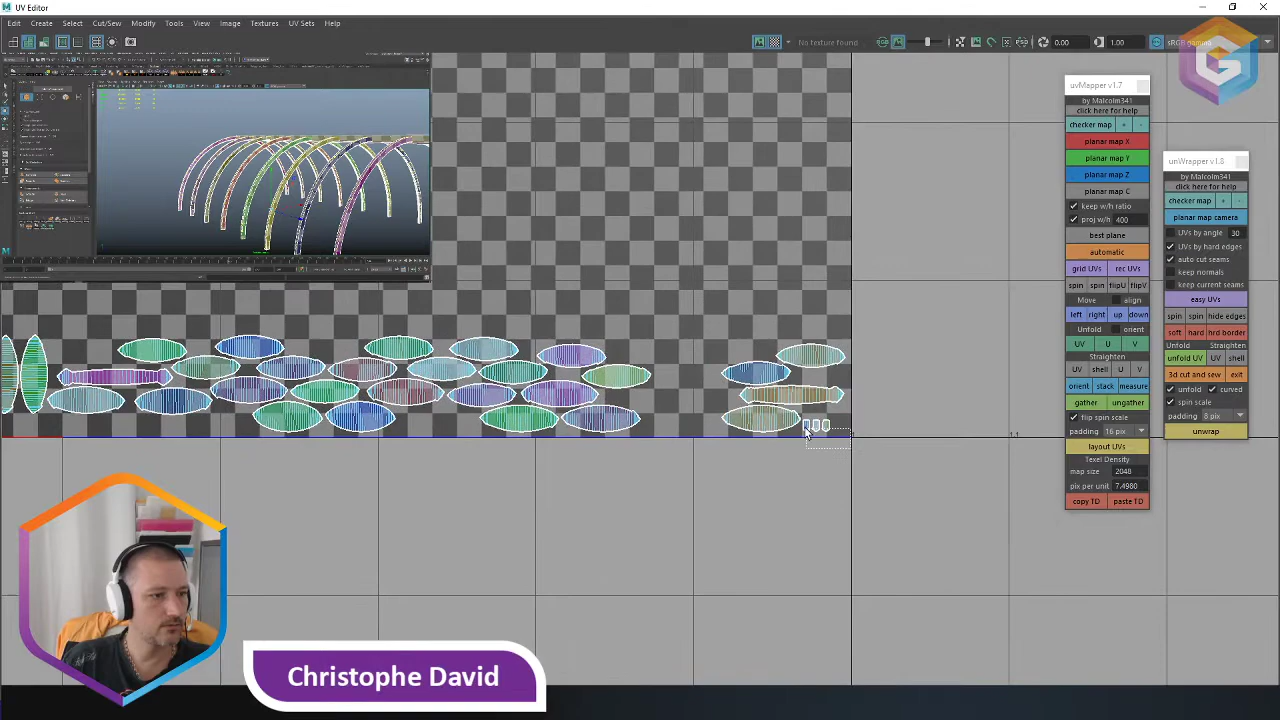 UV Editor
Edit Create Select Cut/Sew Modify Tools View Image Textures UV Sets Help
No texture found
0.00
1.00
sRGB gamma
uvMapper v1.7
by Malcolm341
click here for help
checker map + -
planar map X
planar map Y
planar map Z
planar map C
keep w/h ratio
proj w/h 400
best plane
automatic
grid UVs rec UVs
spin spin flipU flipV
Move align
left right up down
Unfold orient
UV U V
Straighten
UV shell U V
orient stack measure
gather ungather
flip spin scale
padding 16 pix
layout UVs
Texel Density
map size 2048
pix per unit 7.4980
copy TD paste TD
unWrapper v1.8
by Malcolm341
click here for help
checker map + -
planar map camera
UVs by angle 30
UVs by hard edges
auto cut seams
keep normals
keep current seams
easy UVs
spin spin hide edges
soft hard hrd border
Unfold Straighten
unfold UV UV shell
3d cut and sew exit
unfold curved
spin scale
padding 8 pix
unwrap
1.1
G
Christophe David